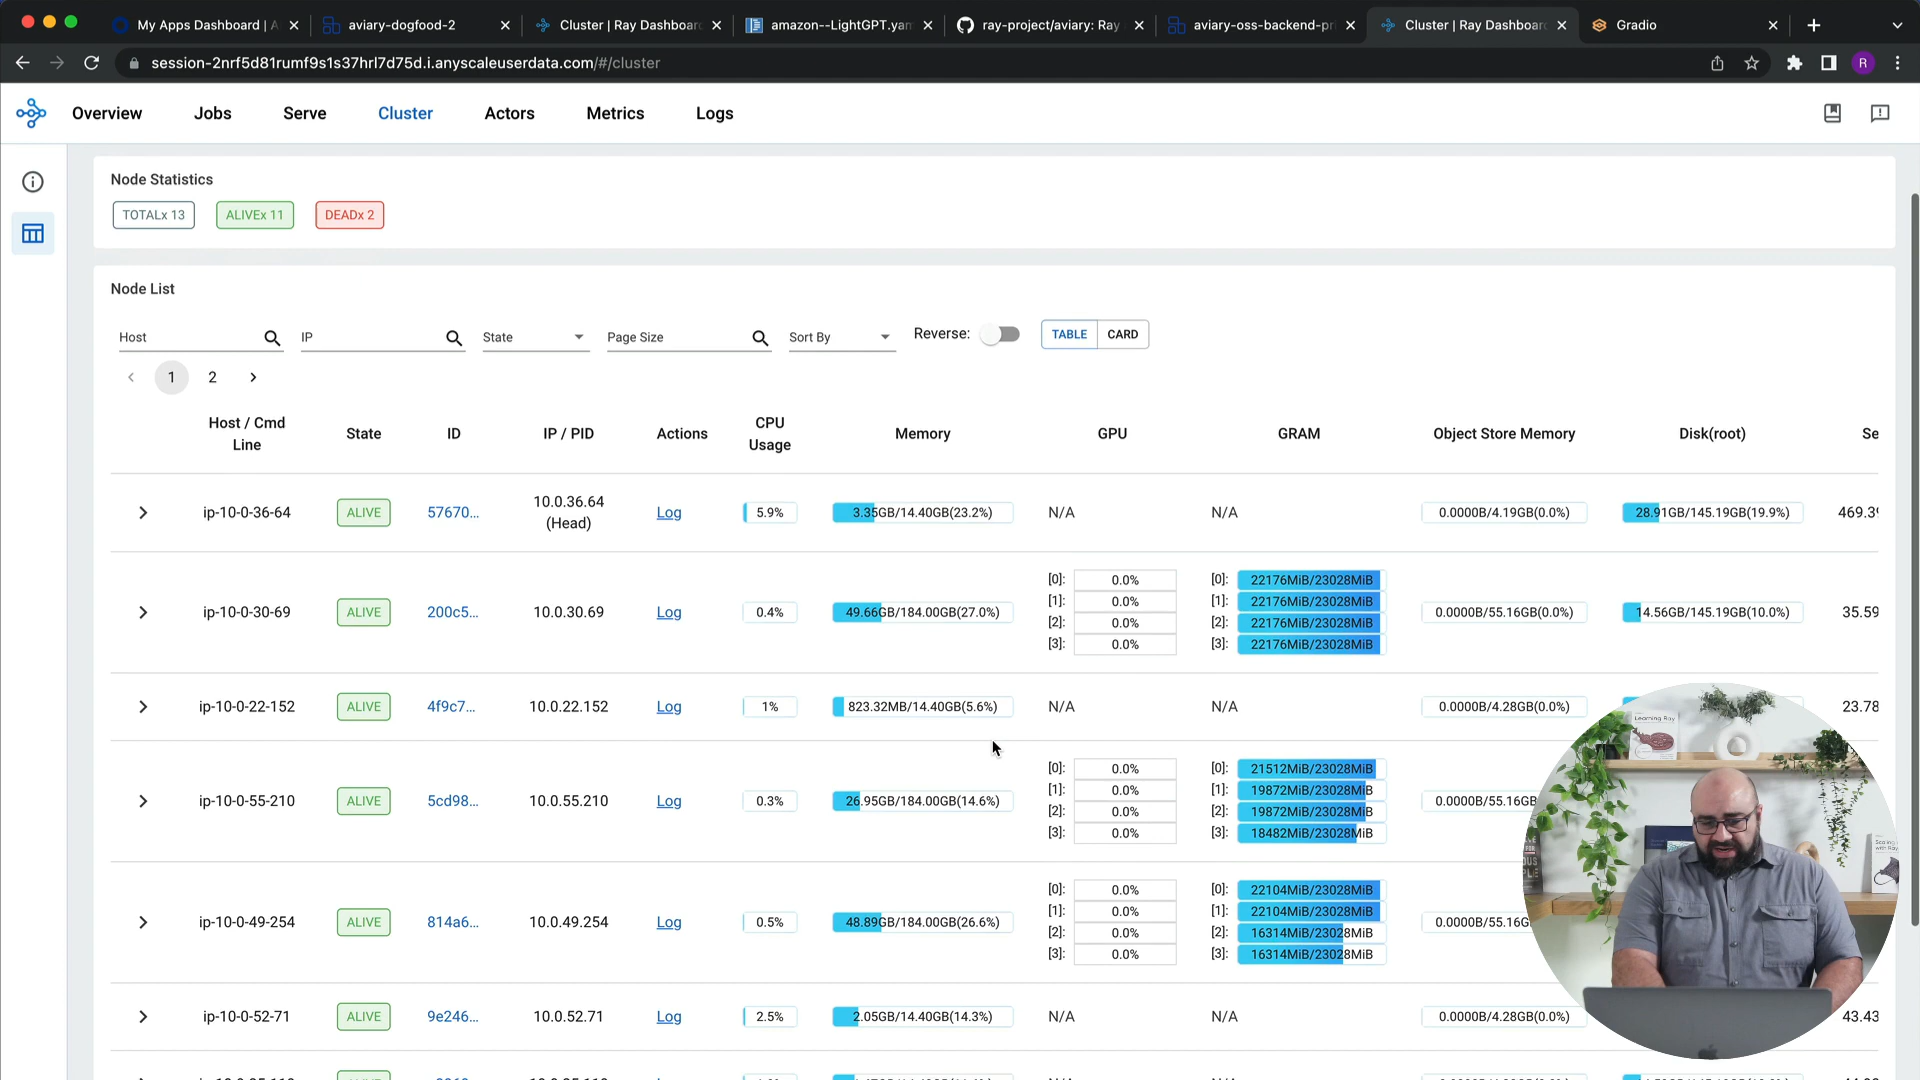 My Apps Dashboard | A
aviary-dogfood-2
Cluster | Ray Dashboard
amazon--LightGPT.yam
ray-project/aviary: Ray
aviary-oss-backend-pri
Cluster | Ray Dashboard
Gradio
session-2nrf5d81rumf9s1s37hrl7d75d.i.anyscaleuserdata.com/#/cluster
R
Overview
Jobs
Serve
Cluster
Actors
Metrics
Logs
Node Statistics
TOTALx 13
ALIVEx 11
DEADx 2
Node List
Host
IP
State
Page Size
Sort By
Reverse:
TABLE
CARD
1
2
Host / Cmd
Line
State
ID
IP / PID
Actions
CPU
Usage
Memory
GPU
GRAM
Object Store Memory
Disk(root)
Se
ip-10-0-36-64
ALIVE
57670...
10.0.36.64
(Head)
Log
5.9%
3.35GB/14.40GB(23.2%)
N/A
N/A
0.0000B/4.19GB(0.0%)
28.91GB/145.19GB(19.9%)
469.39
ip-10-0-30-69
ALIVE
200c5...
10.0.30.69
Log
0.4%
49.66GB/184.00GB(27.0%)
[0]: 0.0%
[1]: 0.0%
[2]: 0.0%
[3]: 0.0%
[0]: 22176MiB/23028MiB
[1]: 22176MiB/23028MiB
[2]: 22176MiB/23028MiB
[3]: 22176MiB/23028MiB
0.0000B/55.16GB(0.0%)
14.56GB/145.19GB(10.0%)
35.59
ip-10-0-22-152
ALIVE
4f9c7...
10.0.22.152
Log
1%
823.32MB/14.40GB(5.6%)
N/A
N/A
0.0000B/4.28GB(0.0%)
23.78
ip-10-0-55-210
ALIVE
5cd98...
10.0.55.210
Log
0.3%
26.95GB/184.00GB(14.6%)
[0]: 0.0%
[1]: 0.0%
[2]: 0.0%
[3]: 0.0%
[0]: 21512MiB/23028MiB
[1]: 19872MiB/23028MiB
[2]: 19872MiB/23028MiB
[3]: 18482MiB/23028MiB
0.0000B/55.16GB
ip-10-0-49-254
ALIVE
814a6...
10.0.49.254
Log
0.5%
48.89GB/184.00GB(26.6%)
[0]: 0.0%
[1]: 0.0%
[2]: 0.0%
[3]: 0.0%
[0]: 22104MiB/23028MiB
[1]: 22104MiB/23028MiB
[2]: 16314MiB/23028MiB
[3]: 16314MiB/23028MiB
0.0000B/55.16G
ip-10-0-52-71
ALIVE
9e246...
10.0.52.71
Log
2.5%
2.05GB/14.40GB(14.3%)
N/A
N/A
0.0000B/4.28GB(0.0%)
43.43
Learning Ray